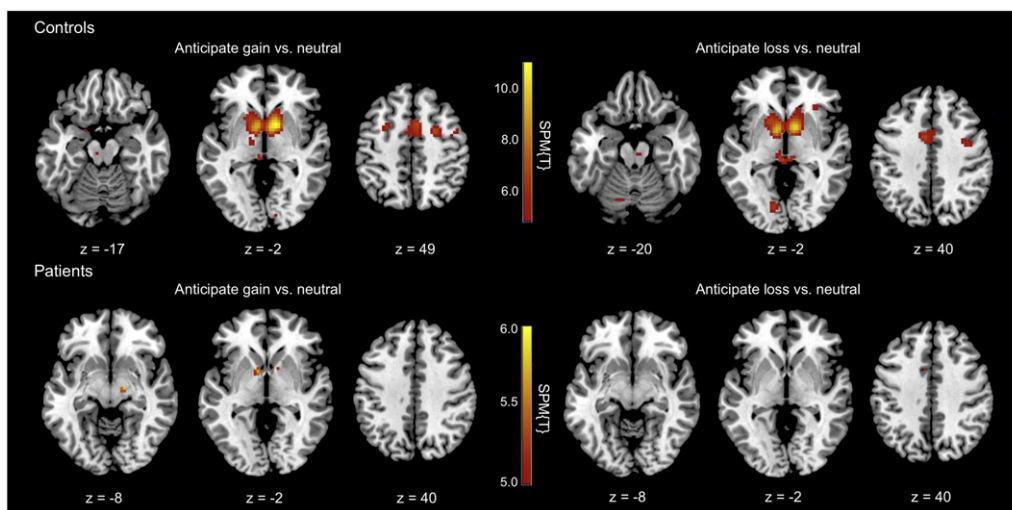 Controls
Anticipate gain vs. neutral
Anticipate loss vs. neutral
10.0
8.0
6.0
SPM{T}
z = -17
z = -2
z = 49
z = -20
z = -2
z = 40
Patients
Anticipate gain vs. neutral
Anticipate loss vs. neutral
6.0
5.5
5.0
SPM{T}
z = -8
z = -2
z = 40
z = -8
z = -2
z = 40